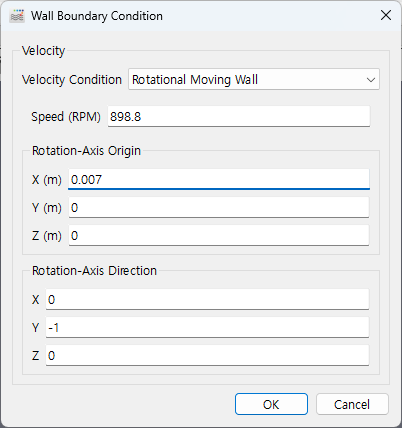 Wall Boundary Condition
Velocity
Velocity Condition Rotational Moving Wall
Speed (RPM) 898.8
Rotation-Axis Origin
X (m) 0.007
Y (m) 0
Z (m) 0
Rotation-Axis Direction
X 0
Y -1
Z 0
OK Cancel